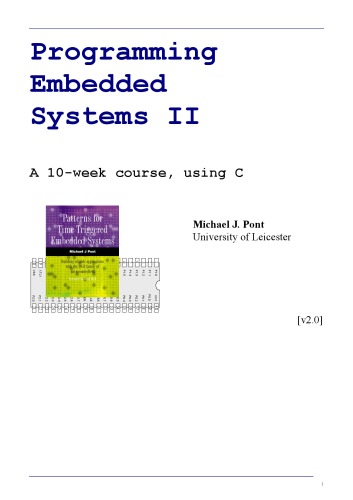 Programming
Embedded
Systems II
A 10-week course, using C
Patterns for
Time Triggered
Embedded Systems
Michael J Pont
Michael J. Pont
University of Leicester
[v2.0]